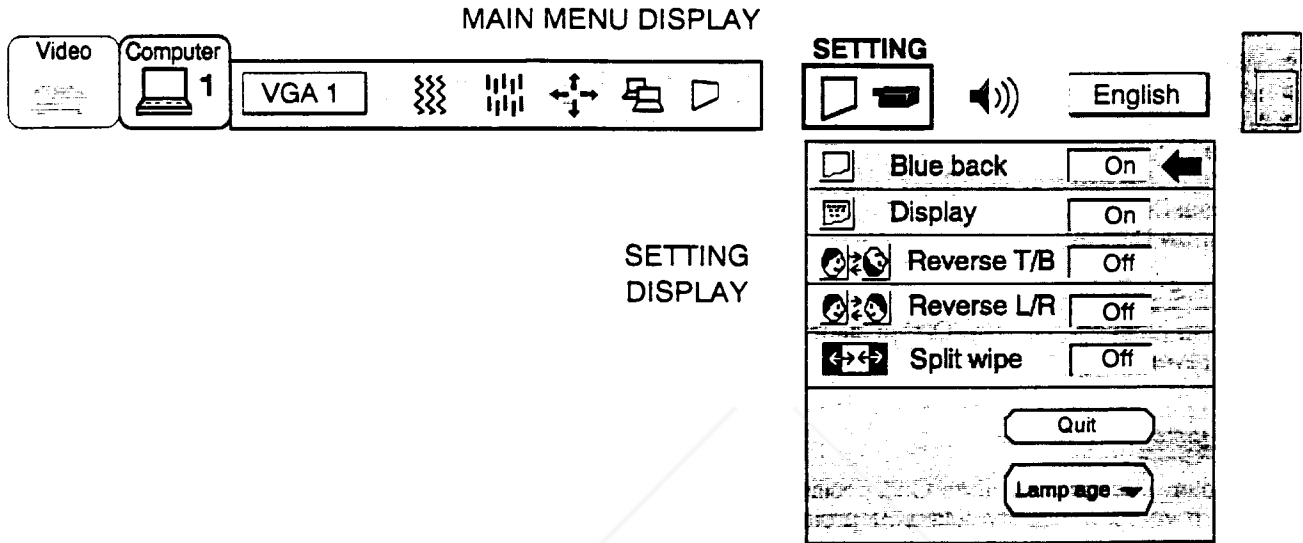 MAIN MENU DISPLAY
Video
Computer
1
VGA 1
SETTING
English
Blue back On
Display On
SETTING
DISPLAY
Reverse T/B Off
Reverse L/R Off
Split wipe Off
Quit
Lamp age